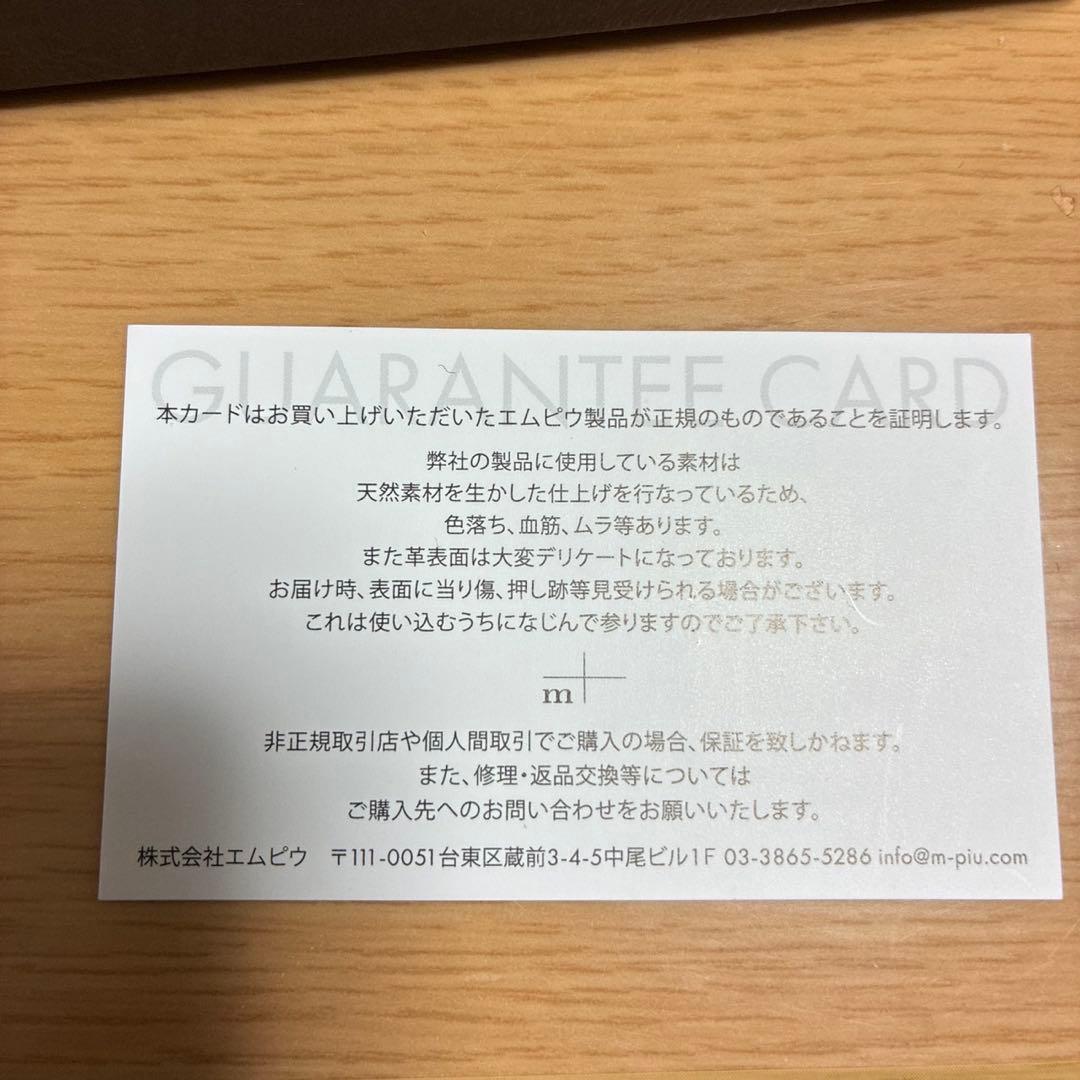 GUARANTEE CARD
本カードはお買い上げいただいたエムピウ製品が正規のものであることを証明します。
弊社の製品に使用している素材は
天然素材を生かした仕上げを行なっているため、
色落ち、血筋、ムラ等あります。
また革表面は大変デリケートになっております。
お届け時、表面に当り傷、押し跡等見受けられる場合がございます。
これは使い込むうちになじんで参りますのでご了承下さい。
m+
非正規取引店や個人間取引でご購入の場合、保証を致しかねます。
また、修理・返品交換等については
ご購入先へのお問い合わせをお願いいたします。
株式会社エムピウ 〒111-0051台東区蔵前3-4-5中尾ビル1F 03-3865-5286 info@m-piu.com